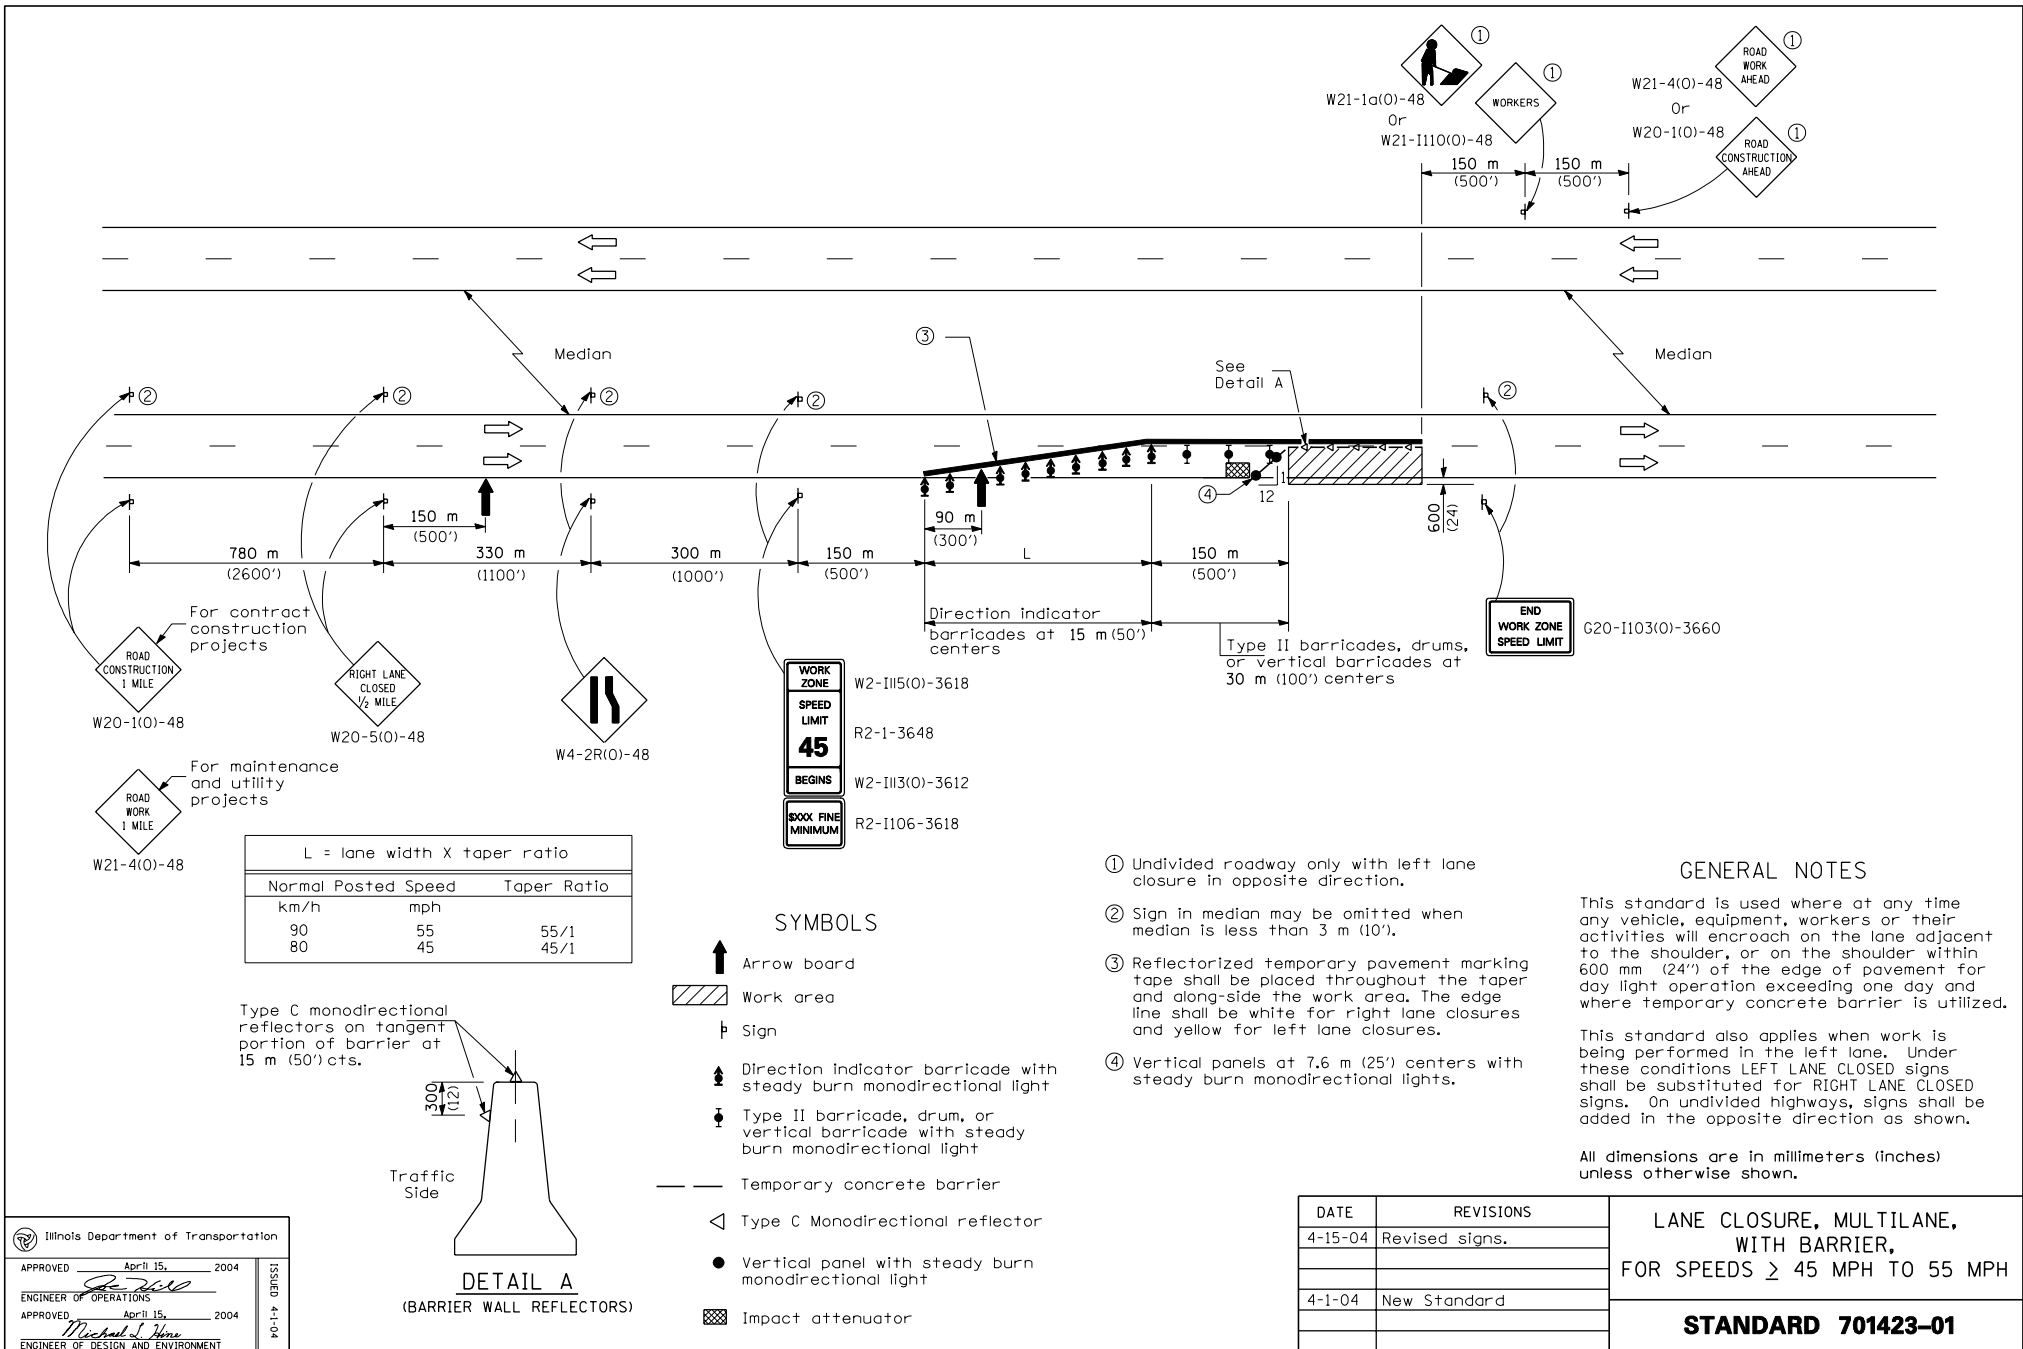 ①
①
W21-1a(O)-48
Or
W21-I110(O)-48
WORKERS
W21-4(O)-48
Or
W20-1(O)-48
ROAD
WORK
AHEAD
①
ROAD
CONSTRUCTION
AHEAD
①
150 m
(500')
150 m
(500')
Median
Median
③
See
Detail A
②
②
②
②
②
④
1
12
600
(24)
150 m
(500')
90 m
(300')
780 m
(2600')
330 m
(1100')
300 m
(1000')
150 m
(500')
L
150 m
(500')
Direction indicator
barricades at 15 m (50')
centers
Type II barricades, drums,
or vertical barricades at
30 m (100') centers
END
WORK ZONE
SPEED LIMIT
G20-I103(O)-3660
For contract
construction
projects
ROAD
CONSTRUCTION
1 MILE
W20-1(O)-48
RIGHT LANE
CLOSED
½ MILE
W20-5(O)-48
W4-2R(O)-48
WORK
ZONE
W2-I115(O)-3618
SPEED
LIMIT
45
R2-1-3648
BEGINS
W2-I113(O)-3612
$XXX FINE
MINIMUM
R2-I106-3618
For maintenance
and utility
projects
ROAD
WORK
1 MILE
W21-4(O)-48
L = lane width X taper ratio
Normal Posted Speed Taper Ratio
km/h mph
90 55 55/1
80 45 45/1
Type C monodirectional
reflectors on tangent
portion of barrier at
15 m (50') cts.
300
(12)
Traffic
Side
DETAIL A
(BARRIER WALL REFLECTORS)
SYMBOLS
Arrow board
Work area
Sign
Direction indicator barricade with
steady burn monodirectional light
Type II barricade, drum, or
vertical barricade with steady
burn monodirectional light
Temporary concrete barrier
Type C Monodirectional reflector
Vertical panel with steady burn
monodirectional light
Impact attenuator
① Undivided roadway only with left lane
closure in opposite direction.
② Sign in median may be omitted when
median is less than 3 m (10').
③ Reflectorized temporary pavement marking
tape shall be placed throughout the taper
and along-side the work area. The edge
line shall be white for right lane closures
and yellow for left lane closures.
④ Vertical panels at 7.6 m (25') centers with
steady burn monodirectional lights.
GENERAL NOTES
This standard is used where at any time
any vehicle, equipment, workers or their
activities will encroach on the lane adjacent
to the shoulder, or on the shoulder within
600 mm (24") of the edge of pavement for
day light operation exceeding one day and
where temporary concrete barrier is utilized.
This standard also applies when work is
being performed in the left lane. Under
these conditions LEFT LANE CLOSED signs
shall be substituted for RIGHT LANE CLOSED
signs. On undivided highways, signs shall be
added in the opposite direction as shown.
All dimensions are in millimeters (inches)
unless otherwise shown.
Illinois Department of Transportation
APPROVED April 15, 2004
ENGINEER OF OPERATIONS
APPROVED April 15, 2004
Michael L. Hine
ENGINEER OF DESIGN AND ENVIRONMENT
ISSUED 4-1-04
DATE REVISIONS
4-15-04 Revised signs.
4-1-04 New Standard
LANE CLOSURE, MULTILANE,
WITH BARRIER,
FOR SPEEDS ≥ 45 MPH TO 55 MPH
STANDARD 701423–01